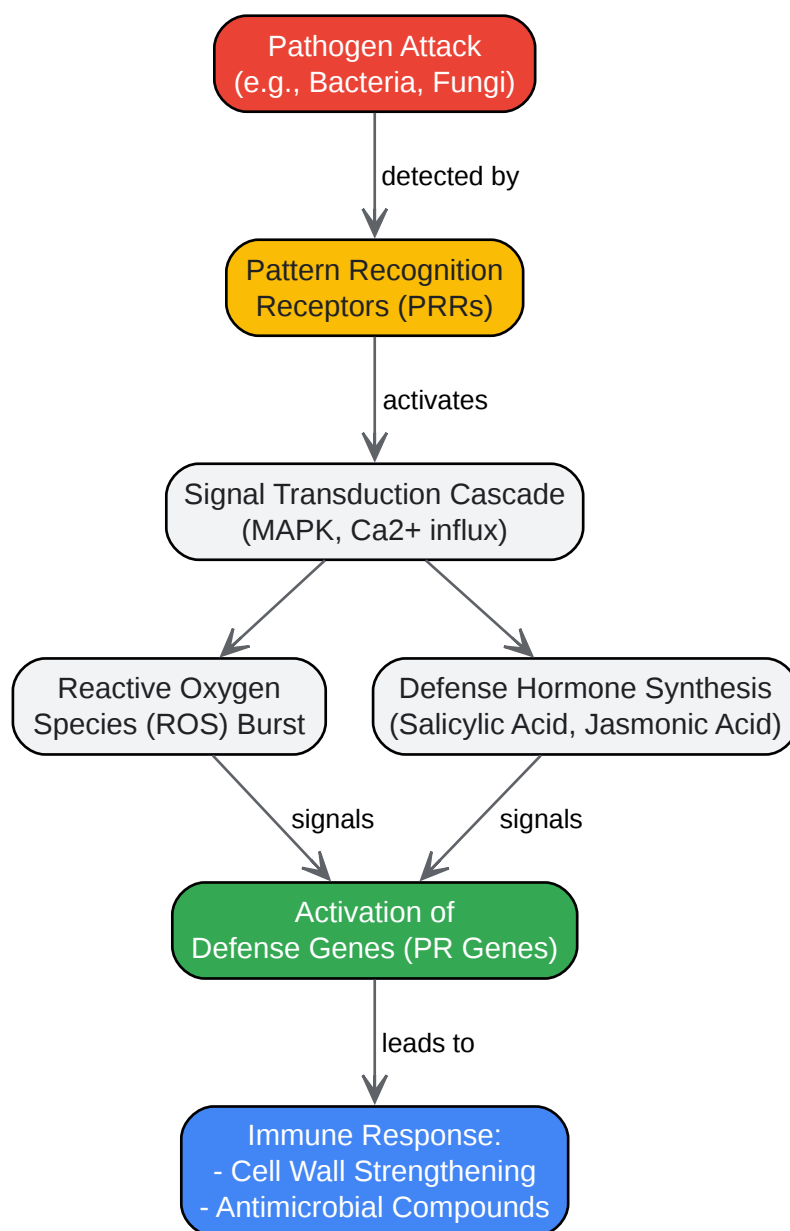 Pathogen Attack
(e.g., Bacteria, Fungi)
detected by
Pattern Recognition
Receptors (PRRs)
activates
Signal Transduction Cascade
(MAPK, Ca2+ influx)
Reactive Oxygen
Species (ROS) Burst
Defense Hormone Synthesis
(Salicylic Acid, Jasmonic Acid)
signals
signals
Activation of
Defense Genes (PR Genes)
leads to
Immune Response:
- Cell Wall Strengthening
- Antimicrobial Compounds